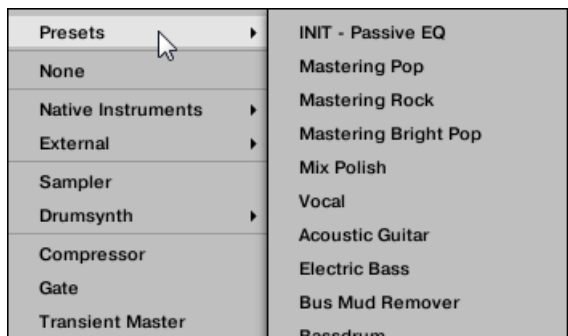 Presets
None
Native Instruments
External
Sampler
Drumsynth
Compressor
Gate
Transient Master
INIT - Passive EQ
Mastering Pop
Mastering Rock
Mastering Bright Pop
Mix Polish
Vocal
Acoustic Guitar
Electric Bass
Bus Mud Remover
Bassdrum